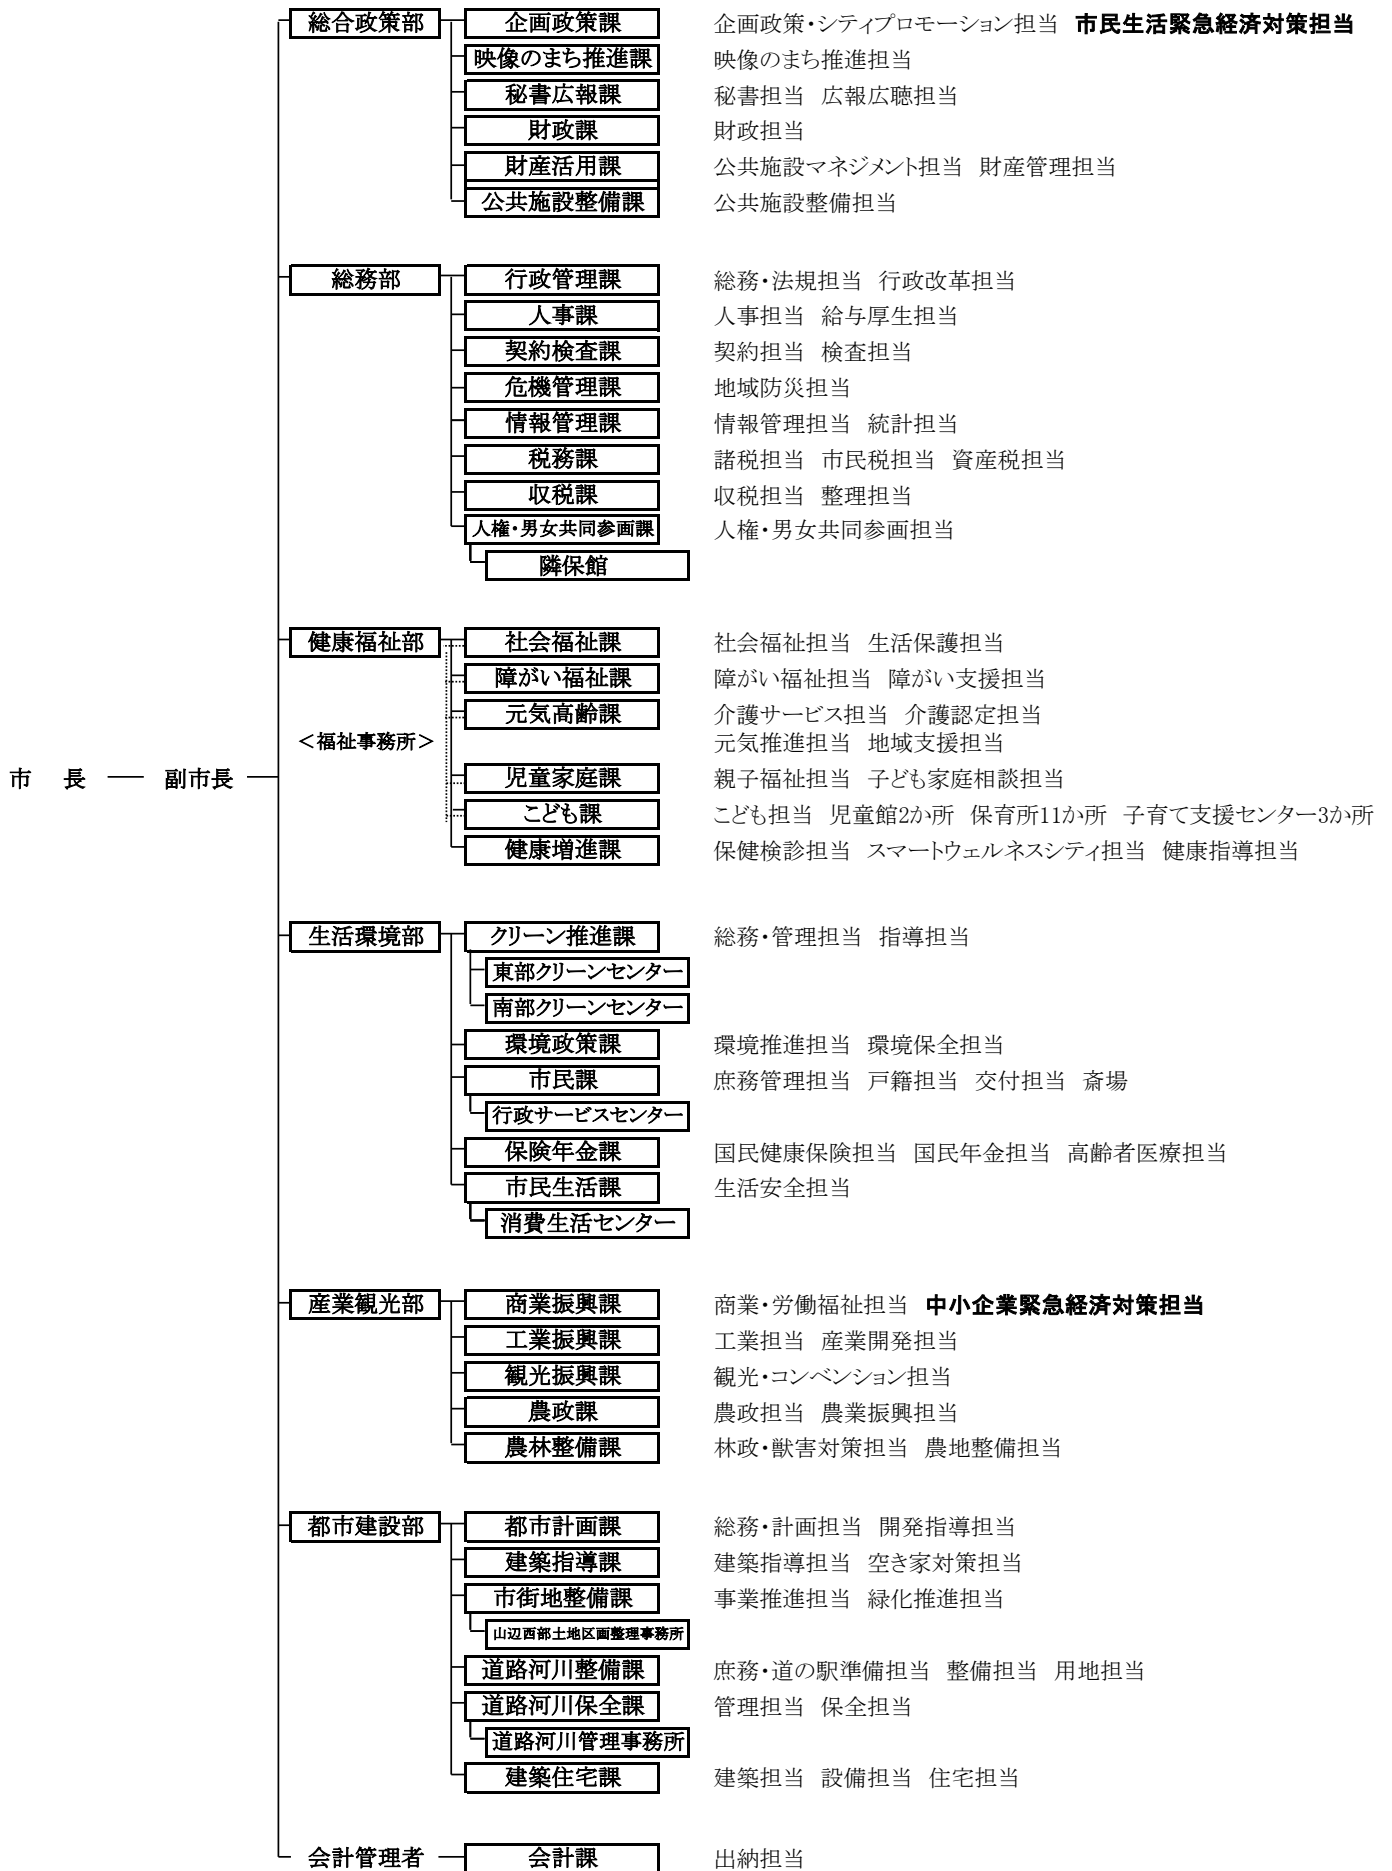 総合政策部 企画政策課 企画政策・シティプロモーション担当 市民生活緊急経済対策担当
映像のまち推進課 映像のまち推進担当
秘書広報課 秘書担当 広報広聴担当
財政課 財政担当
財産活用課 公共施設マネジメント担当 財産管理担当
公共施設整備課 公共施設整備担当
総務部 行政管理課 総務・法規担当 行政改革担当
人事課 人事担当 給与厚生担当
契約検査課 契約担当 検査担当
危機管理課 地域防災担当
情報管理課 情報管理担当 統計担当
税務課 諸税担当 市民税担当 資産税担当
収税課 収税担当 整理担当
人権・男女共同参画課 人権・男女共同参画担当
隣保館
健康福祉部 社会福祉課 社会福祉担当 生活保護担当
障がい福祉課 障がい福祉担当 障がい支援担当
元気高齢課 介護サービス担当 介護認定担当
＜福祉事務所＞ 元気推進担当 地域支援担当
市 長 副市長 児童家庭課 親子福祉担当 子ども家庭相談担当
こども課 こども担当 児童館2か所 保育所11か所 子育て支援センター3か所
健康増進課 保健検診担当 スマートウェルネスシティ担当 健康指導担当
生活環境部 クリーン推進課 総務・管理担当 指導担当
東部クリーンセンター
南部クリーンセンター
環境政策課 環境推進担当 環境保全担当
市民課 庶務管理担当 戸籍担当 交付担当 斎場
行政サービスセンター
保険年金課 国民健康保険担当 国民年金担当 高齢者医療担当
市民生活課 生活安全担当
消費生活センター
産業観光部 商業振興課 商業・労働福祉担当 中小企業緊急経済対策担当
工業振興課 工業担当 産業開発担当
観光振興課 観光・コンベンション担当
農政課 農政担当 農業振興担当
農林整備課 林政・獣害対策担当 農地整備担当
都市建設部 都市計画課 総務・計画担当 開発指導担当
建築指導課 建築指導担当 空き家対策担当
市街地整備課 事業推進担当 緑化推進担当
山辺西部土地区画整理事務所
道路河川整備課 庶務・道の駅準備担当 整備担当 用地担当
道路河川保全課 管理担当 保全担当
道路河川管理事務所
建築住宅課 建築担当 設備担当 住宅担当
会計管理者 会計課 出納担当